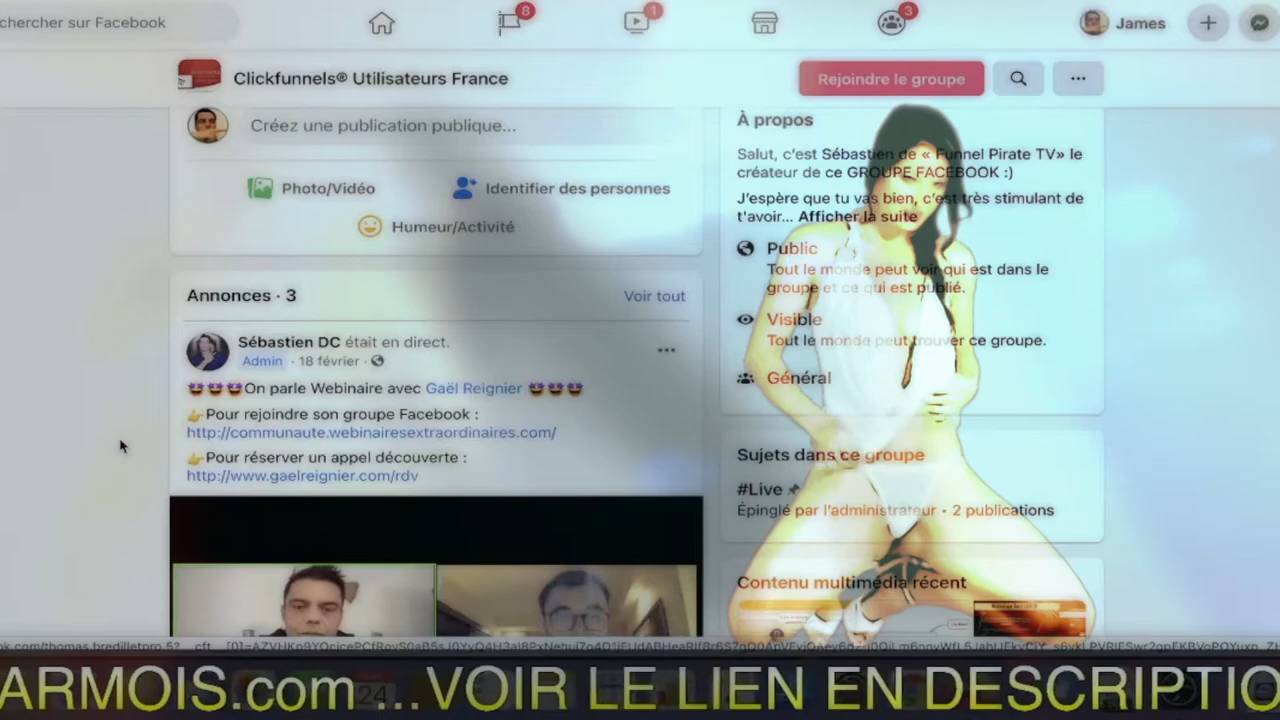 chercher sur Facebook
8
1
3
James
Clickfunnels® Utilisateurs France
Rejoindre le groupe
Créez une publication publique...
Photo/Vidéo
Identifier des personnes
Humeur/Activité
Annonces · 3
Voir tout
Sébastien DC était en direct.
Admin · 18 février ·
On parle Webinaire avec Gaël Reignier
Pour rejoindre son groupe Facebook :
http://communaute.webinairesextraordinaires.com/
Pour réserver un appel découverte :
http://www.gaelreignier.com/rdv
À propos
Salut, c'est Sébastien de « Funnel Pirate TV» le
créateur de ce GROUPE FACEBOOK :)
J'espère que tu vas bien, c'est très stimulant de
t'avoir... Afficher la suite
Public
Tout le monde peut voir qui est dans le
groupe et ce qui est publié.
Visible
Tout le monde peut trouver ce groupe.
Général
Sujets dans ce groupe
#Live
Épinglé par l'administrateur · 2 publications
Contenu multimédia récent
24
ARMOIS.com ...VOIR LE LIEN EN DESCRIPTIO